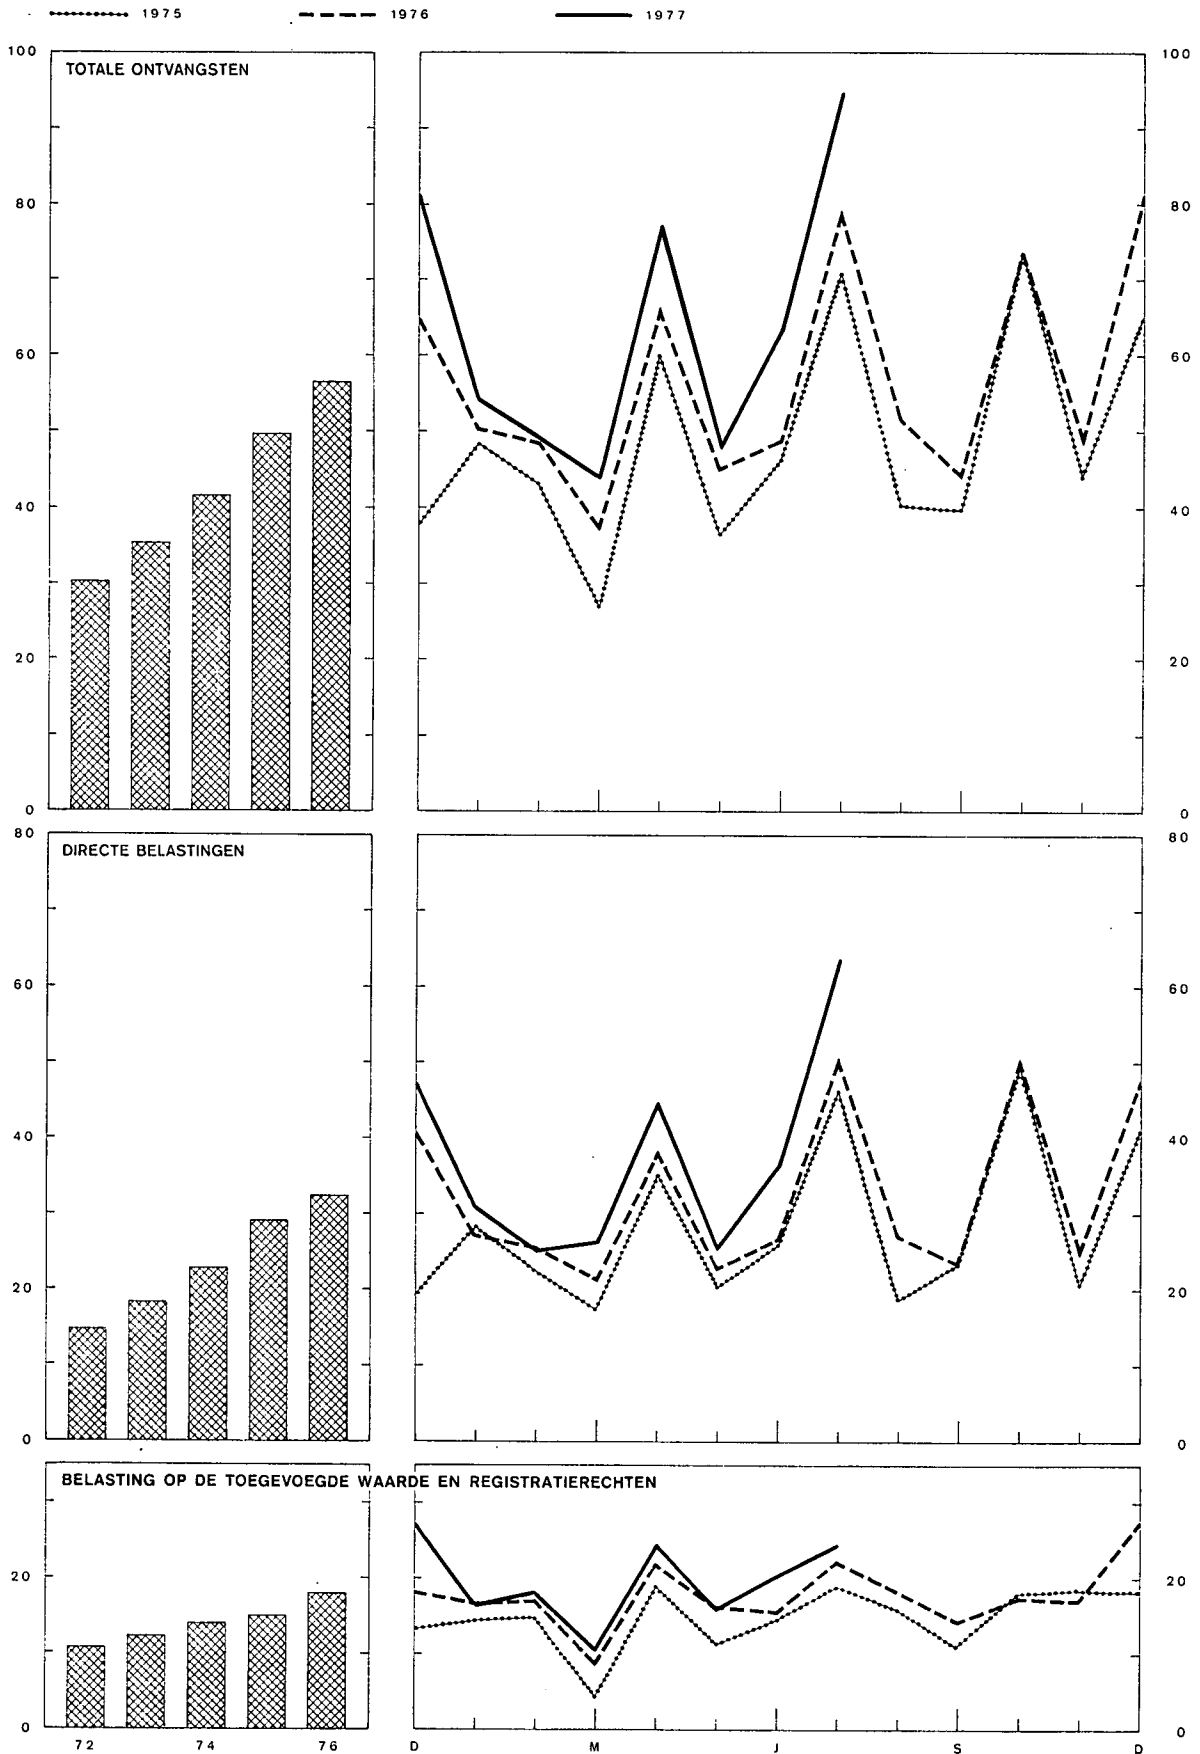 1975 1976 1977
100 100
TOTALE ONTVANGSTEN
80 80
60 60
40 40
20 20
0 0
80 80
DIRECTE BELASTINGEN
60 60
40 40
20 20
0 0
BELASTING OP DE TOEGEVOEGDE WAARDE EN REGISTRATIERECHTEN
20 20
0 0
72 74 76 D M J S D